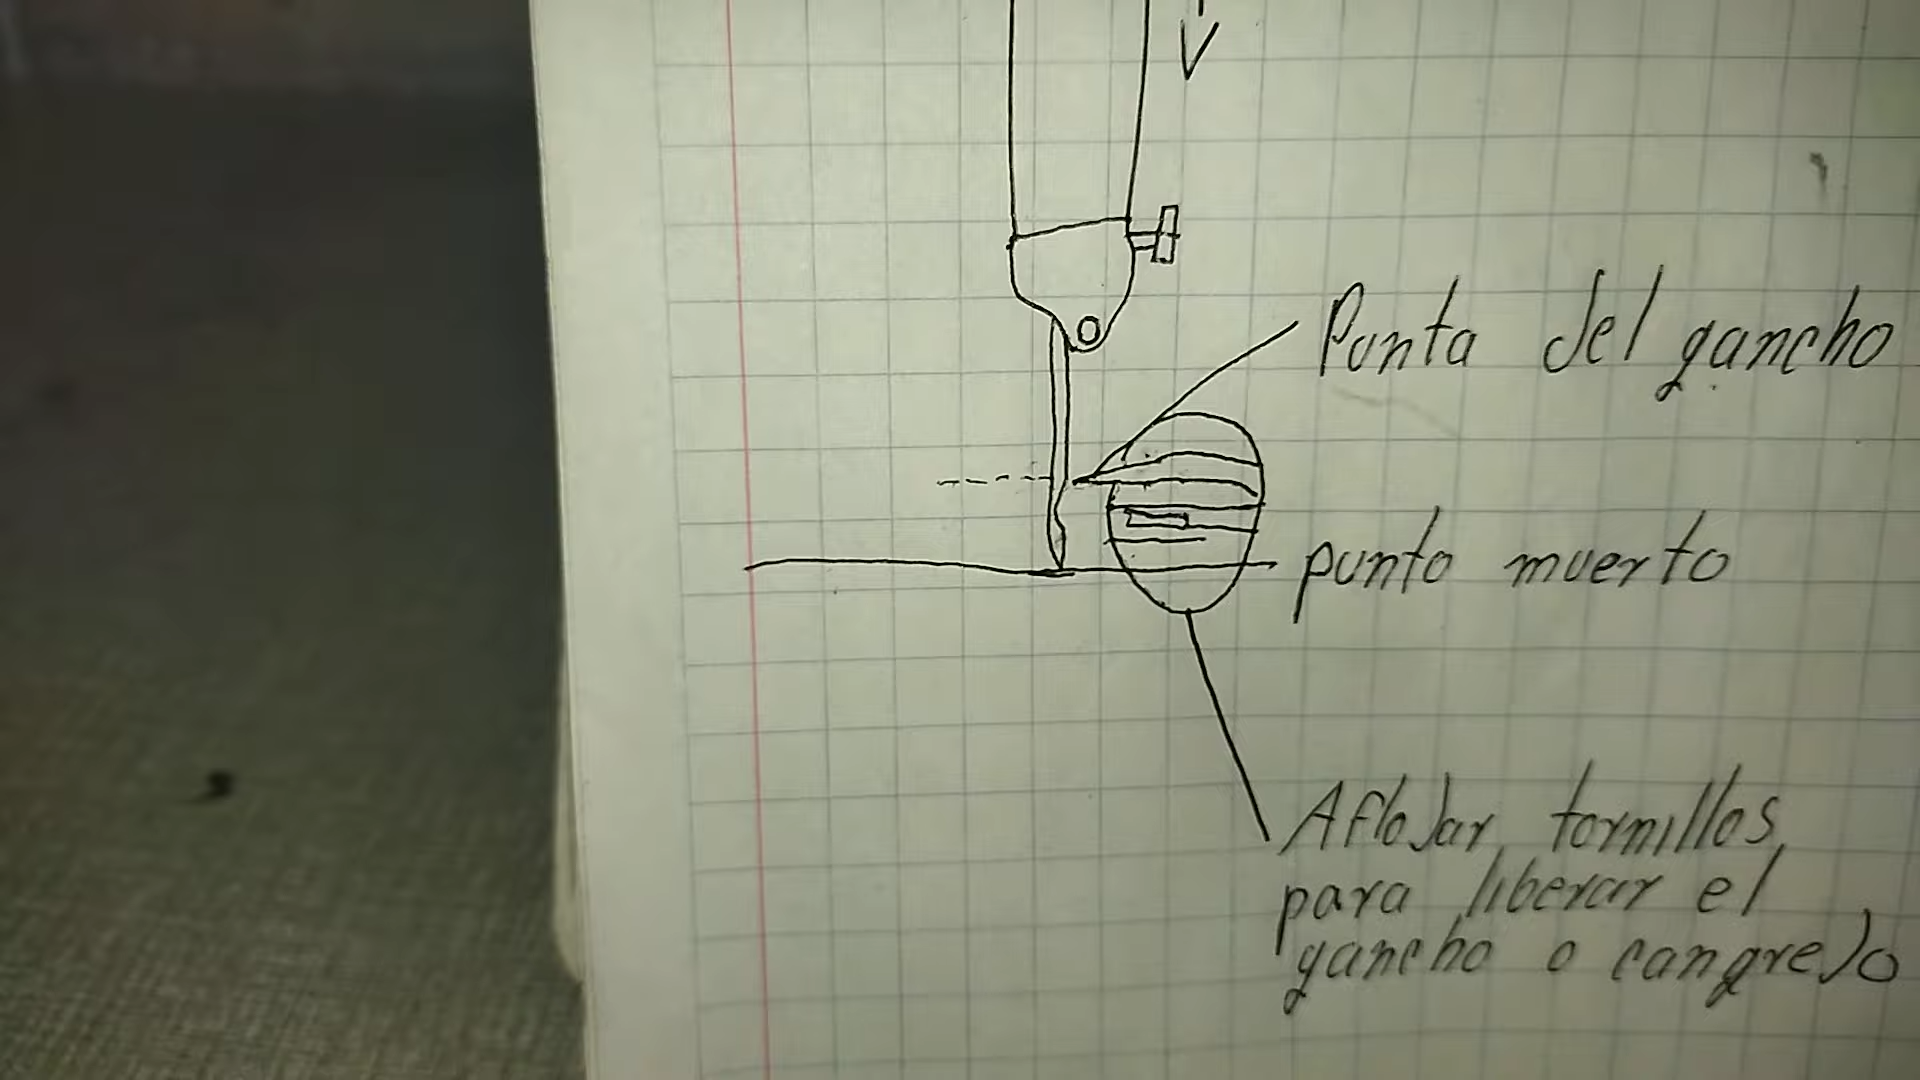 Punta del gancho
punto muerto
Aflojar tornillos
para liberar el
gancho o cangrejo